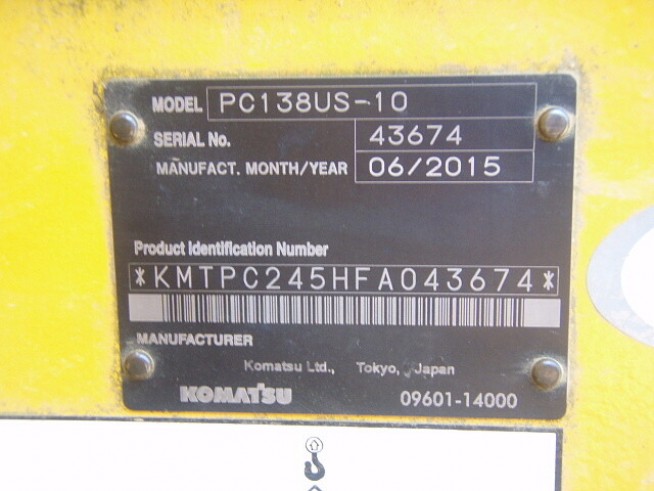 MODEL PC138US-10
SERIAL No. 43674
MANUFACT. MONTH/YEAR 06/2015
Product Identification Number
*KMTPC245HFA043674*
MANUFACTURER
Komatsu Ltd., Tokyo, Japan
KOMATSU 09601-14000